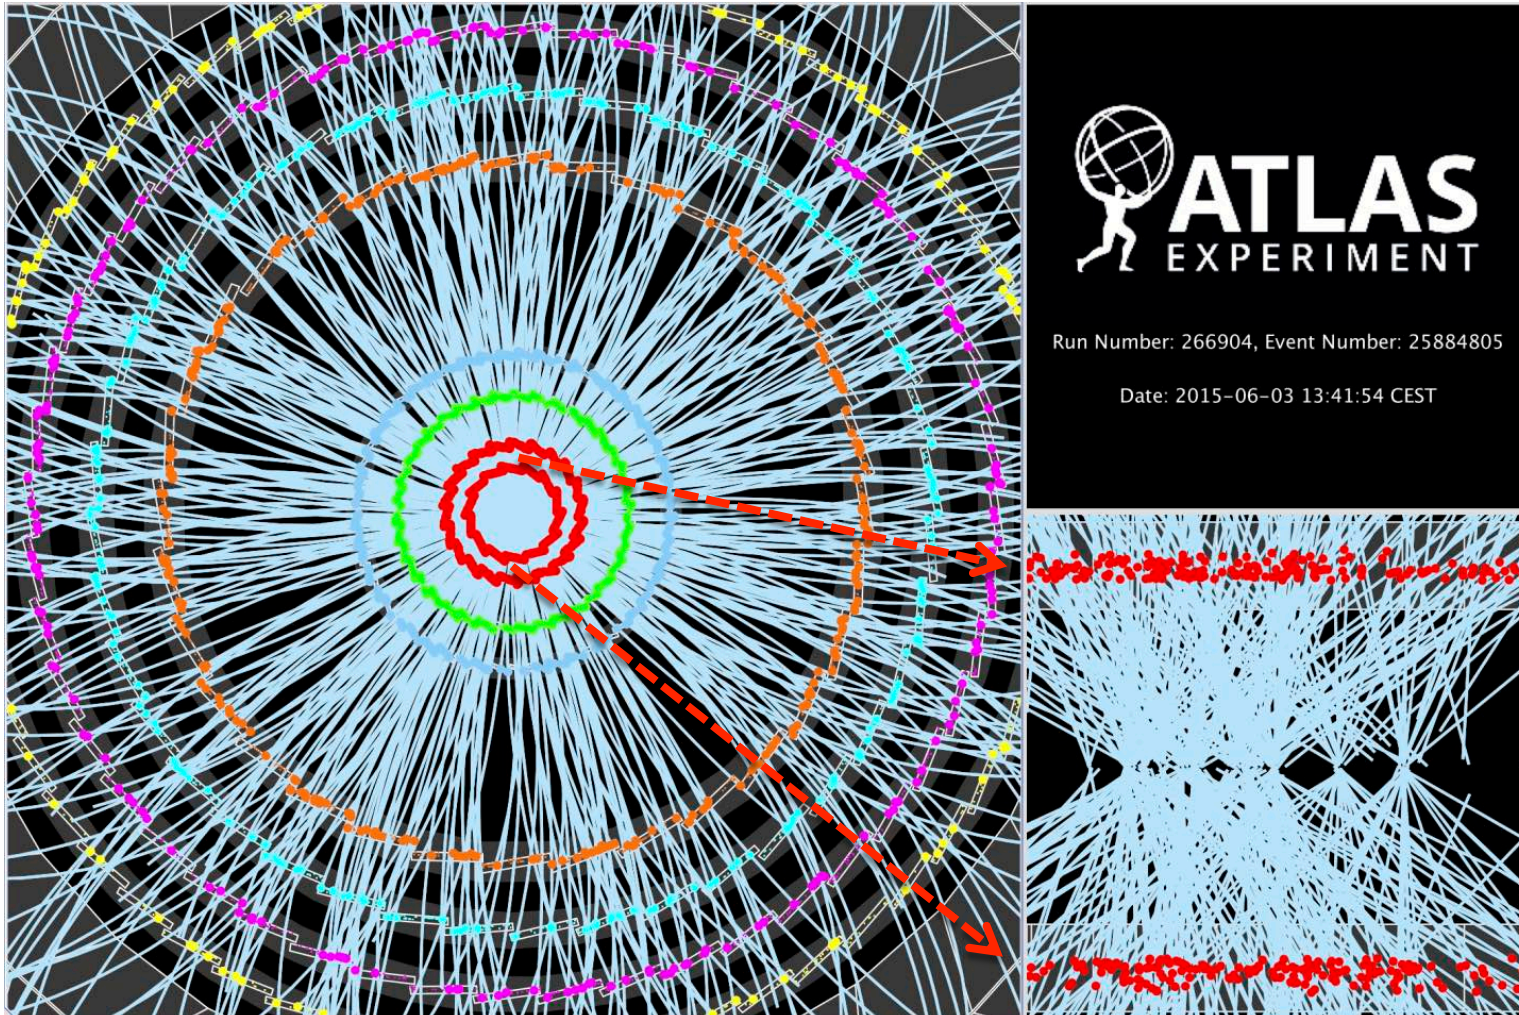 ATLAS
EXPERIMENT
Run Number: 266904, Event Number: 25884805
Date: 2015-06-03 13:41:54 CEST